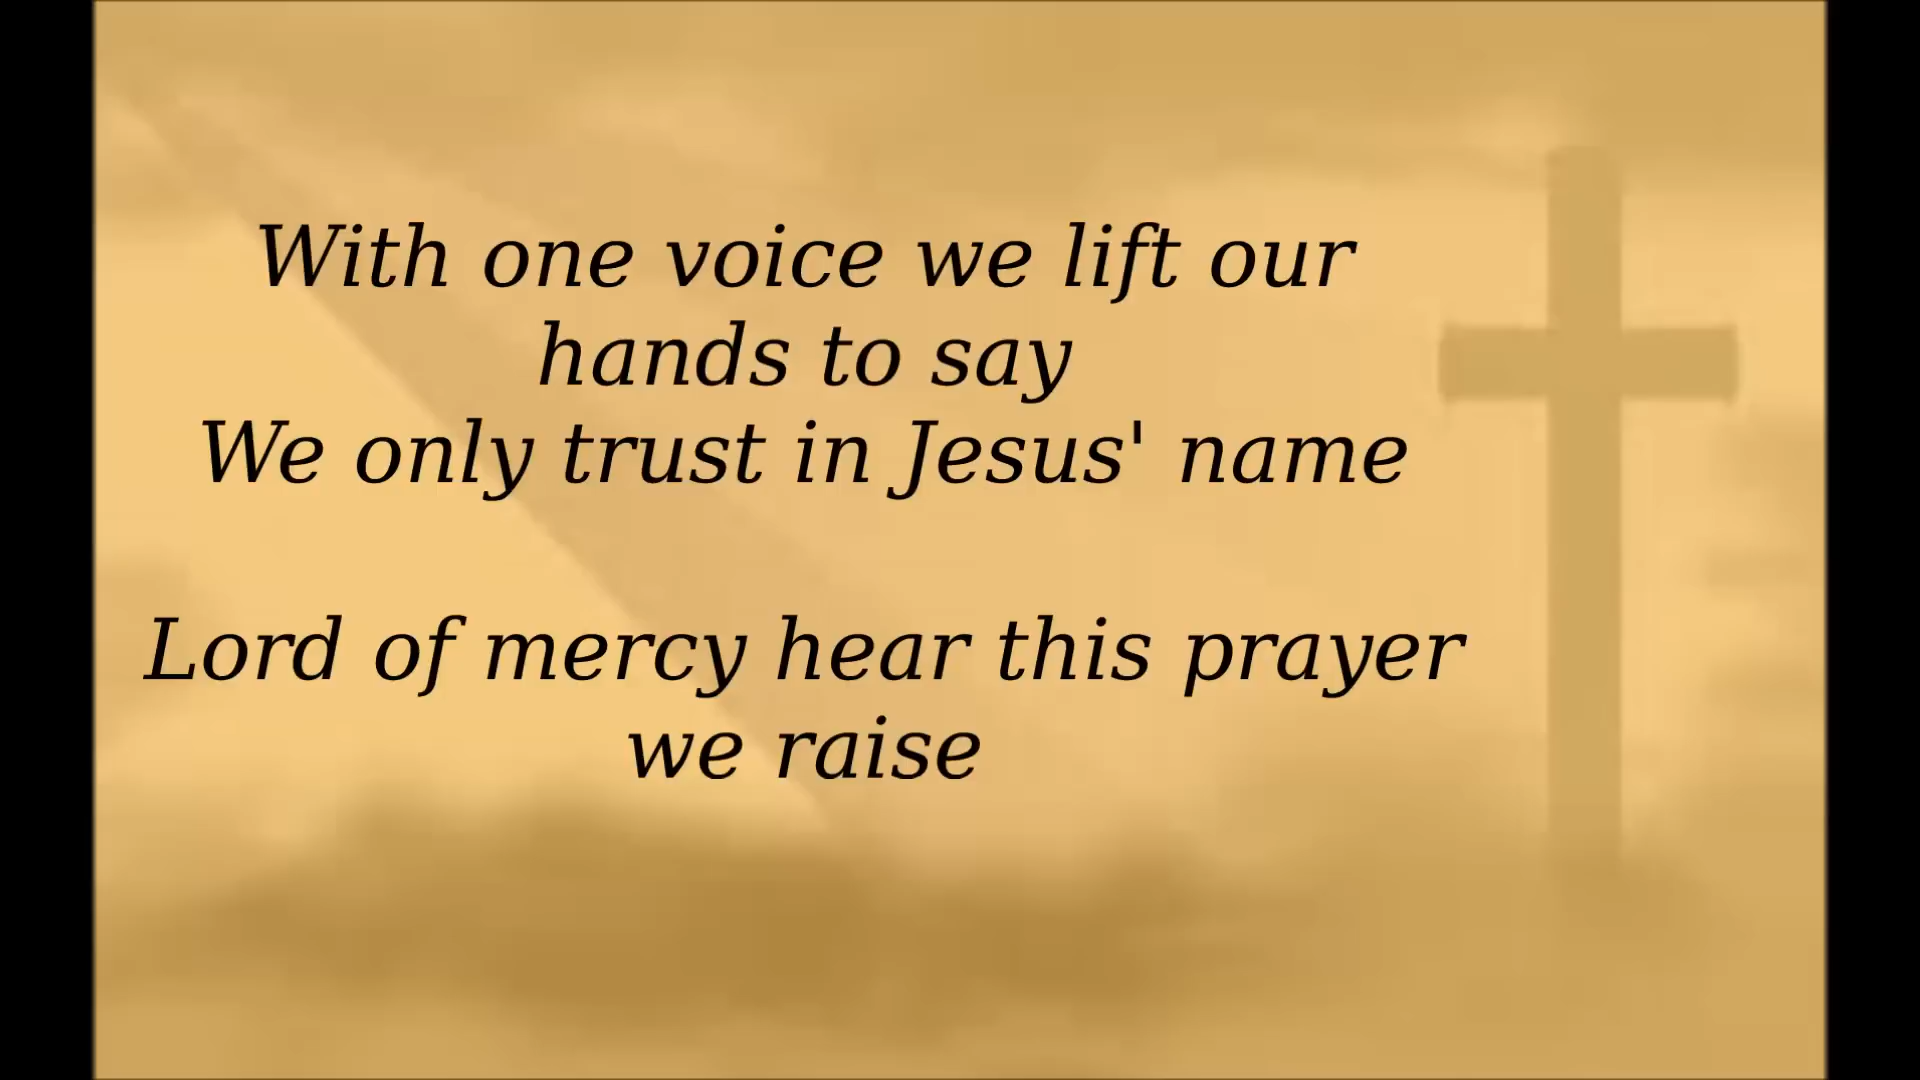 With one voice we lift our
hands to say
We only trust in Jesus' name
Lord of mercy hear this prayer
we raise